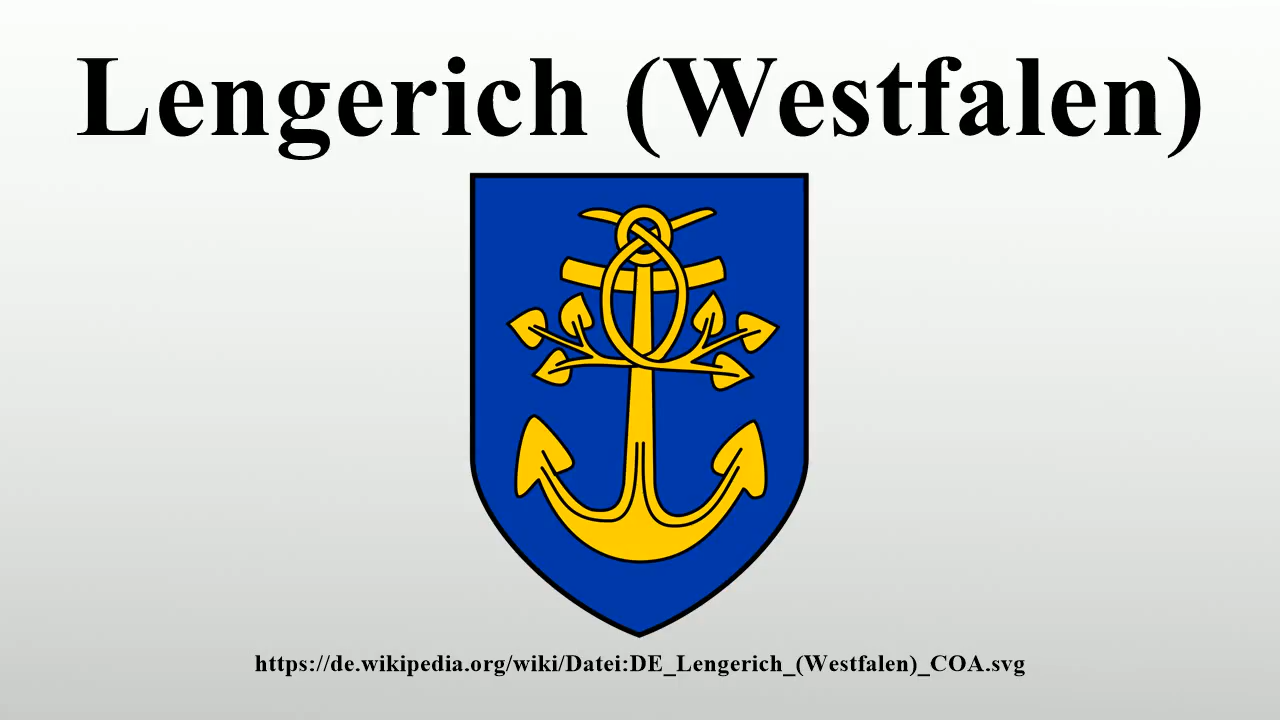 Lengerich (Westfalen)
https://de.wikipedia.org/wiki/Datei:DE_Lengerich_(Westfalen)_COA.svg